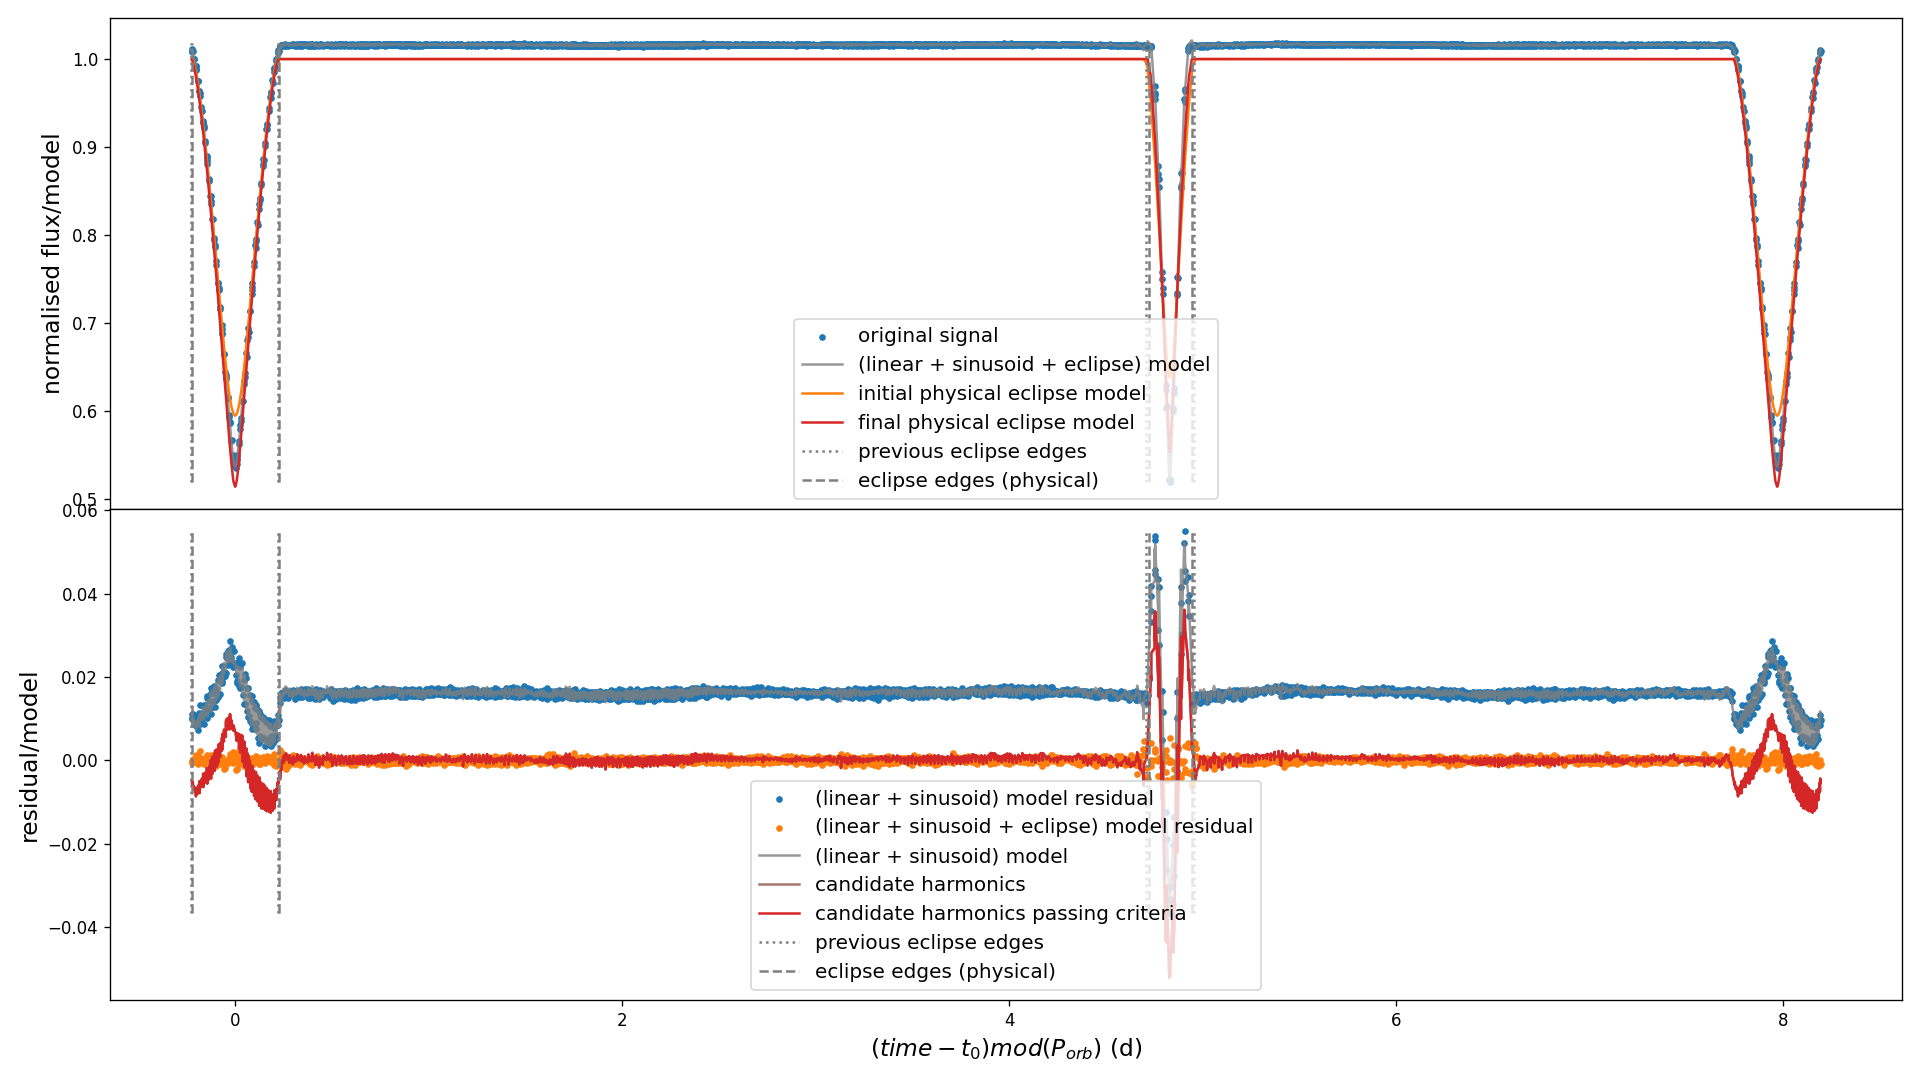 normalised flux/model
1.0
0.9
0.8
0.7
0.6
0.5
original signal
(linear + sinusoid + eclipse) model
initial physical eclipse model
final physical eclipse model
previous eclipse edges
eclipse edges (physical)
residual/model
0.06
0.04
0.02
0.00
−0.02
−0.04
(linear + sinusoid) model residual
(linear + sinusoid + eclipse) model residual
(linear + sinusoid) model
candidate harmonics
candidate harmonics passing criteria
previous eclipse edges
eclipse edges (physical)
0 2 4 6 8
(time − t₀)mod(P_orb) (d)